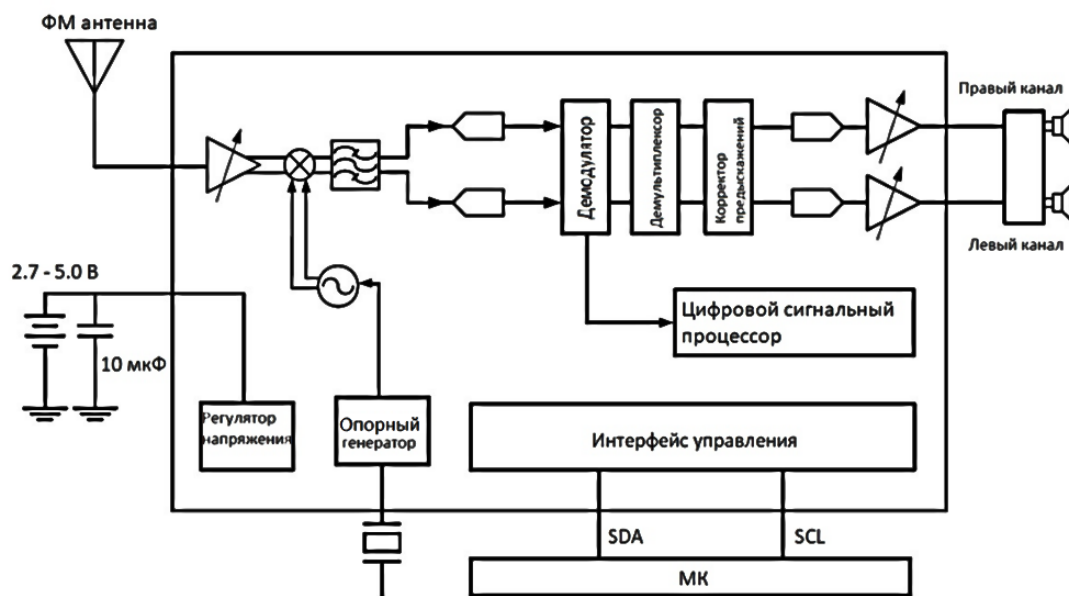 ФМ антенна
Правый канал
Демодулятор
Демультиплексор
Корректор
предыскажений
Левый канал
2.7 - 5.0 В
10 мкФ
Цифровой сигнальный
процессор
Регулятор
напряжения
Опорный
генератор
Интерфейс управления
SDA
SCL
МК